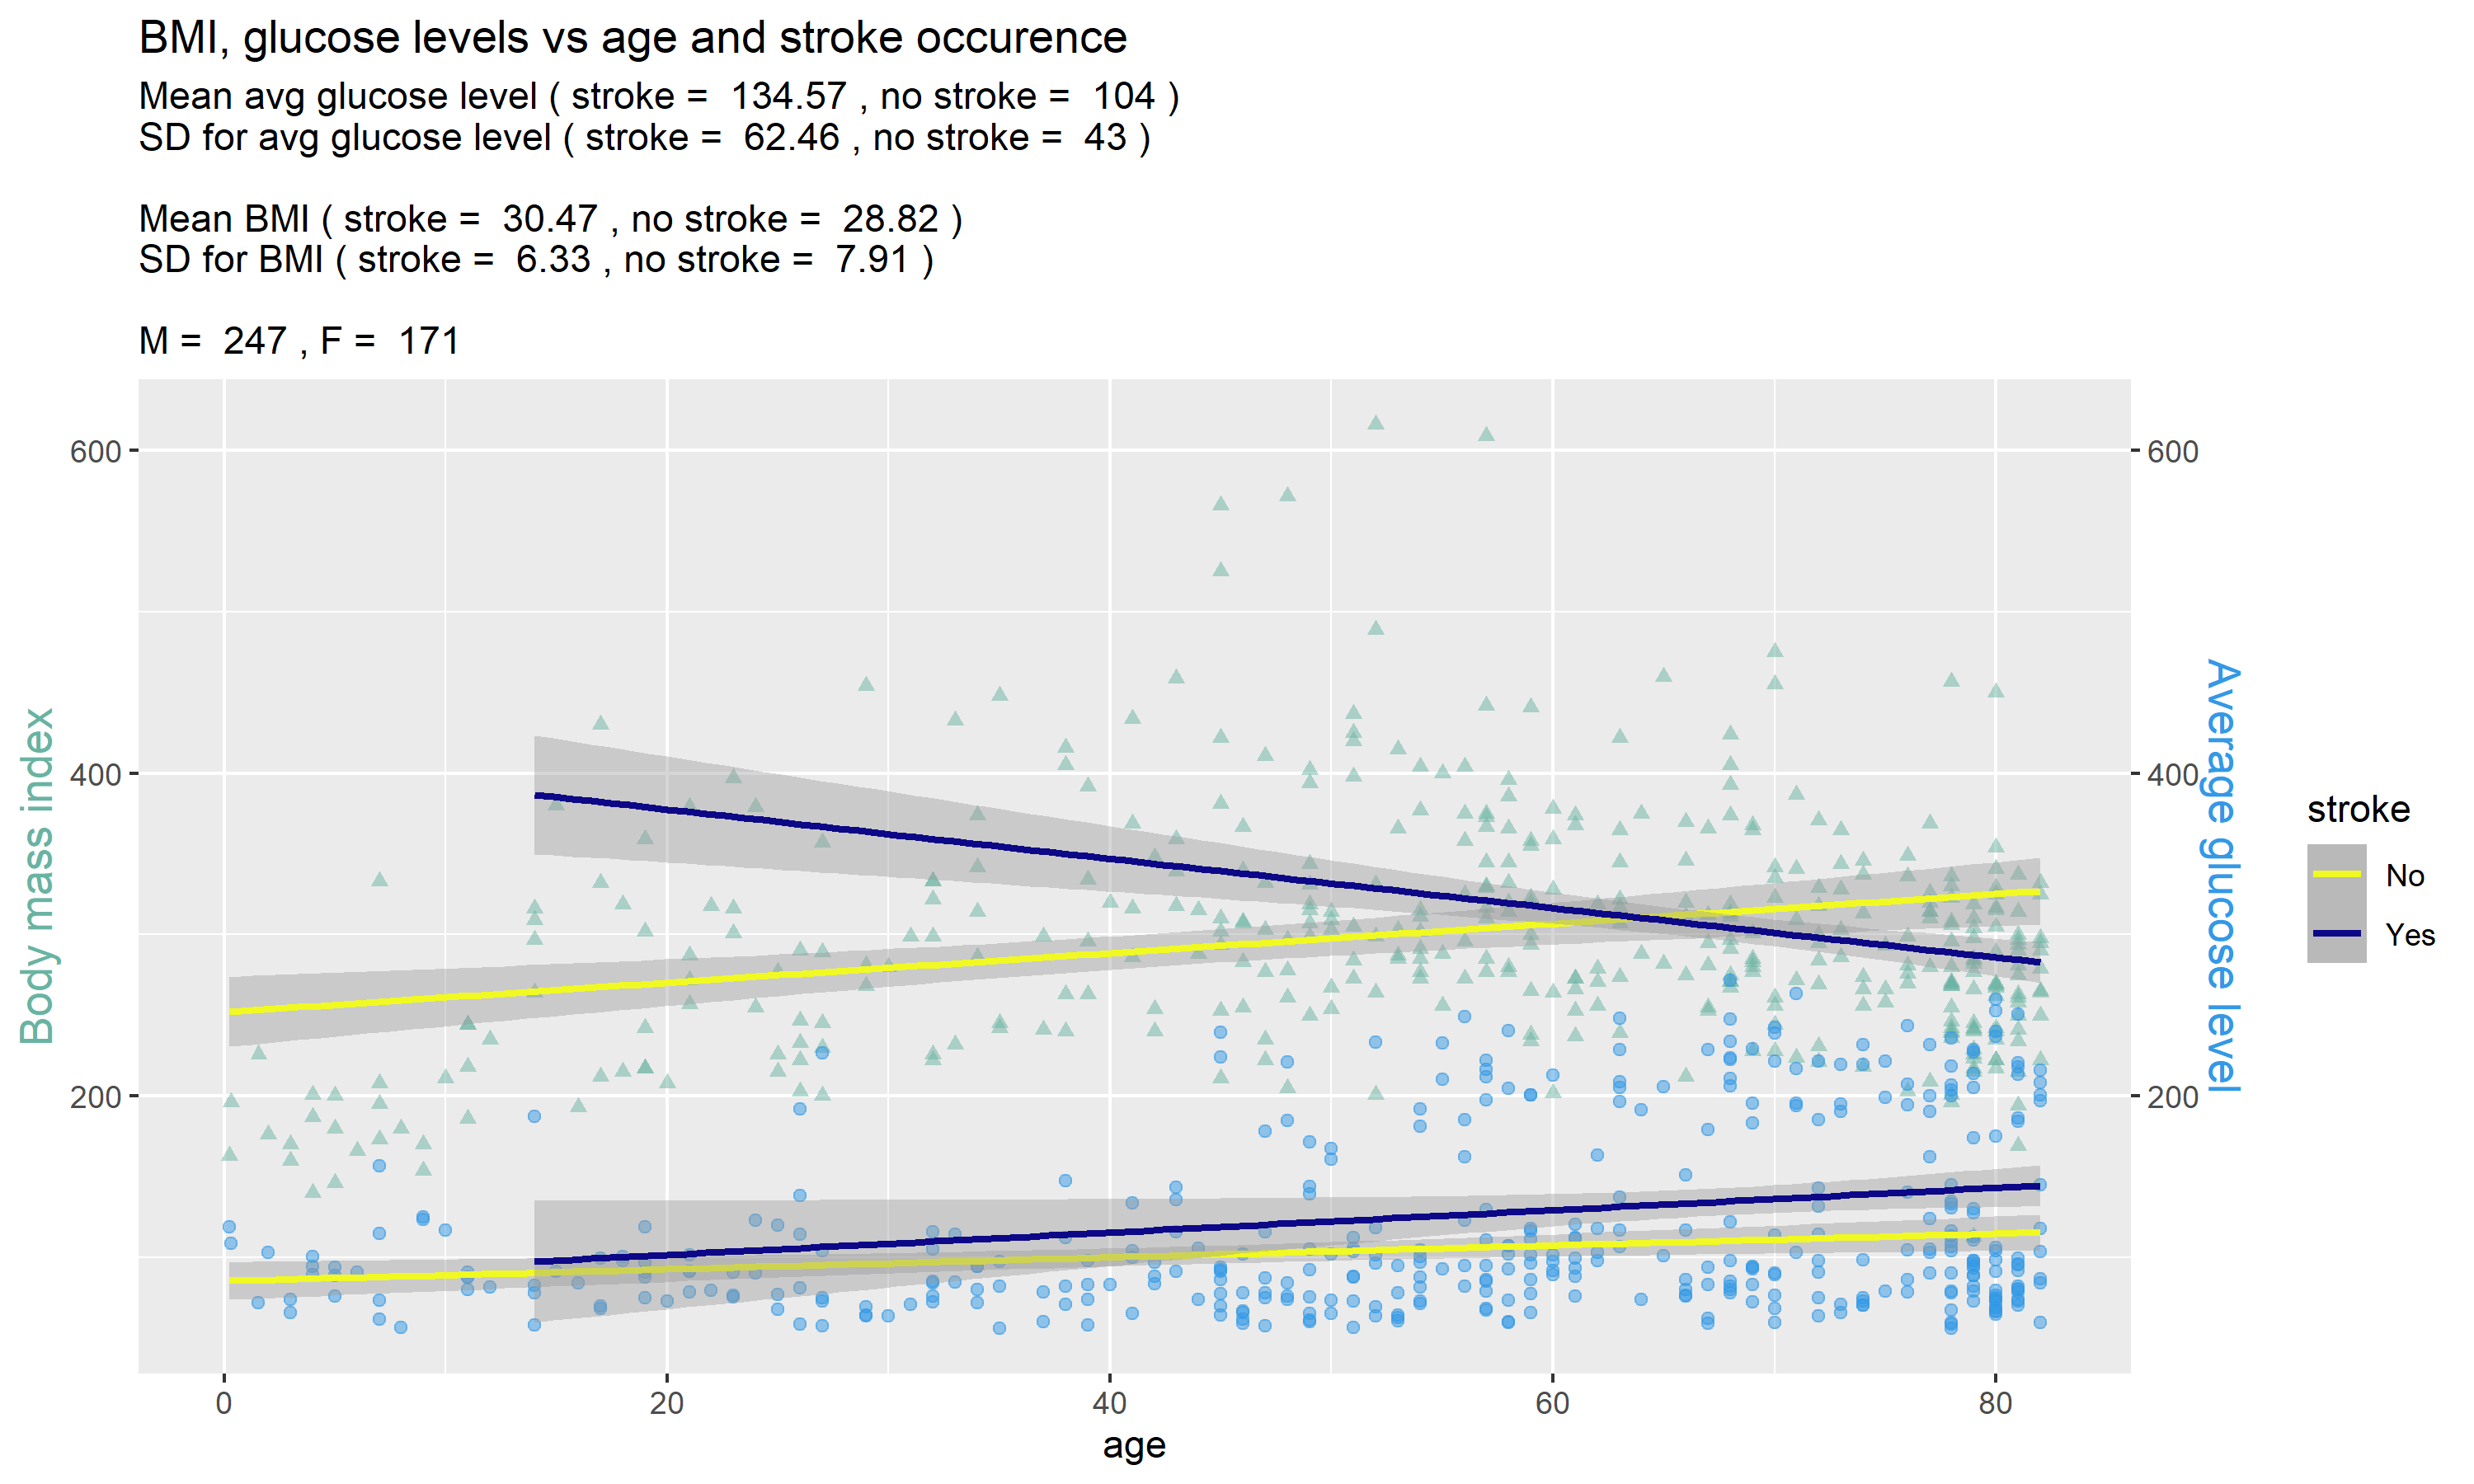 BMI, glucose levels vs age and stroke occurence
Mean avg glucose level ( stroke =  134.57 , no stroke =  104 )
SD for avg glucose level ( stroke =  62.46 , no stroke =  43 )
Mean BMI ( stroke =  30.47 , no stroke =  28.82 )
SD for BMI ( stroke =  6.33 , no stroke =  7.91 )
M =  247 , F =  171
Body mass index
600
400
200
600
400
200
Average glucose level
stroke
No
Yes
0
20
40
60
80
age